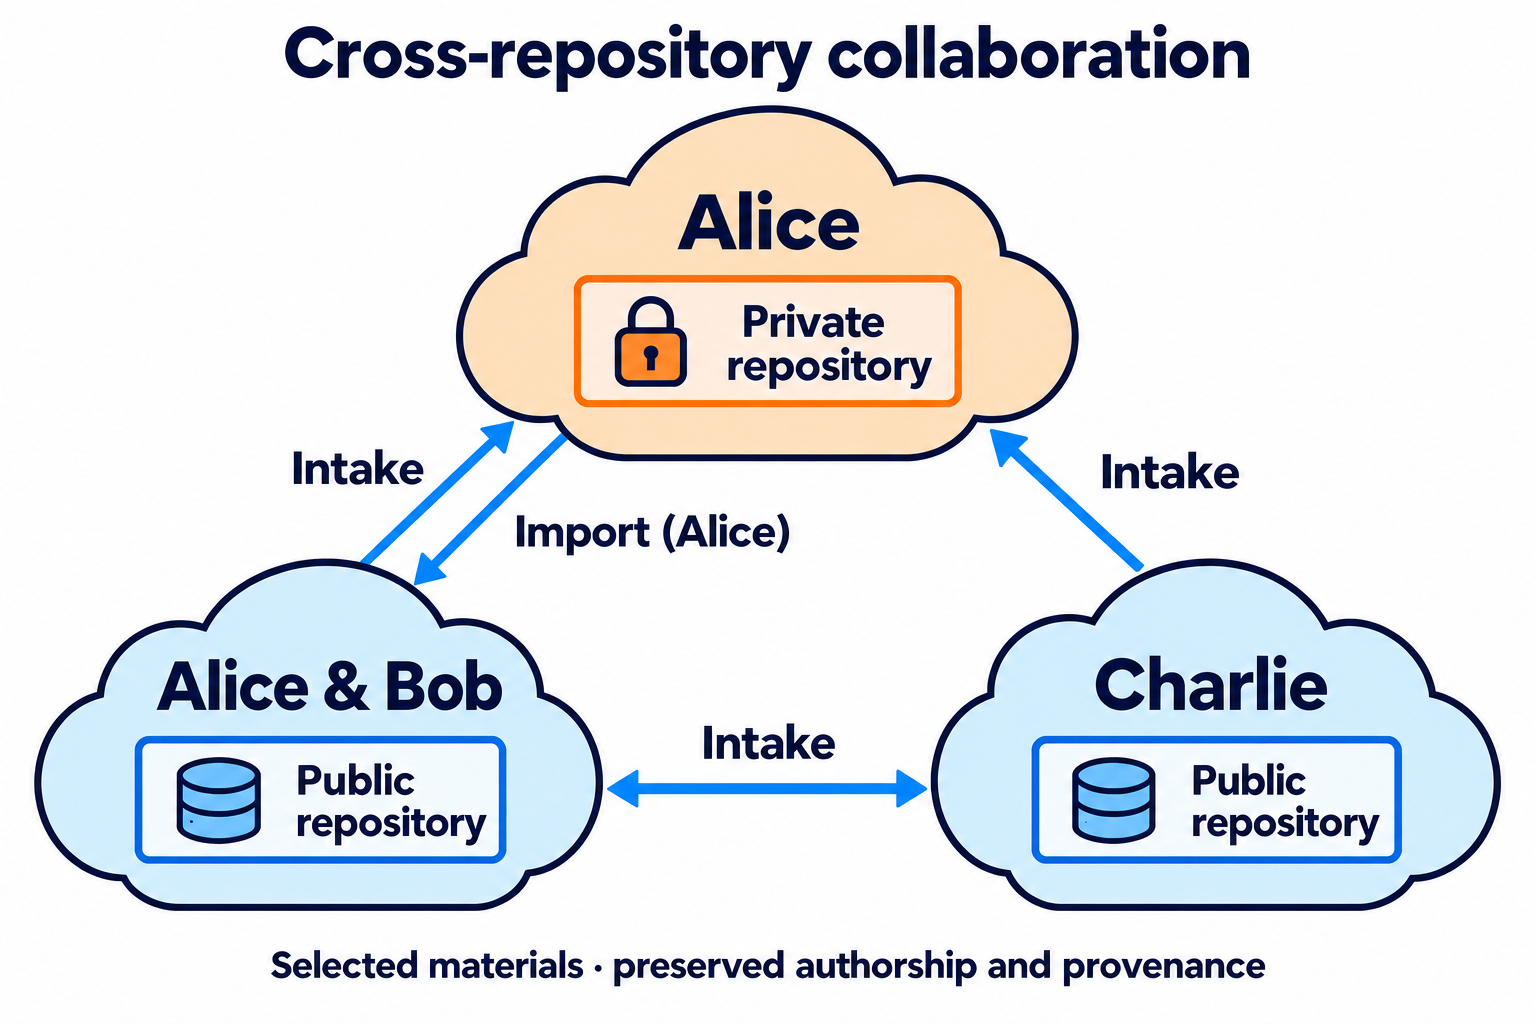 Cross-repository collaboration
Alice
Private
repository
Intake
Intake
Import (Alice)
Alice & Bob
Public
repository
Intake
Charlie
Public
repository
Selected materials · preserved authorship and provenance